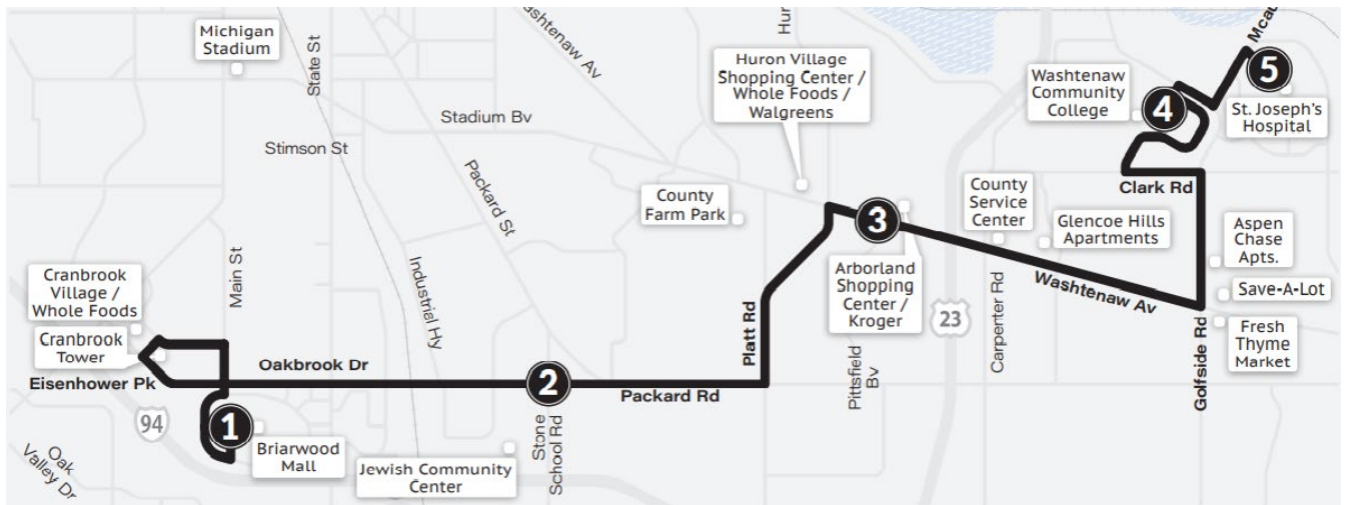 Michigan
Stadium
State St
Washtenaw Av
Huron Village
Shopping Center /
Whole Foods /
Walgreens
Washtenaw
Community
College
5
4
St. Joseph's
Hospital
Stadium Bv
Stimson St
Packard St
County
Farm Park
3
County
Service
Center
Clark Rd
Glencoe Hills
Apartments
Aspen
Chase
Apts.
Cranbrook
Village /
Whole Foods
Main St
Industrial Hy
Arborland
Shopping
Center /
Kroger
23
Carpenter Rd
Washtenaw Av
Save-A-Lot
Cranbrook
Tower
Platt Rd
Pittsfield
Bv
Golfside Rd
Fresh
Thyme
Market
Eisenhower Pk
Oakbrook Dr
2
Packard Rd
94
1
Briarwood
Mall
Stone
School Rd
Jewish Community
Center
Oak
Valley Dr